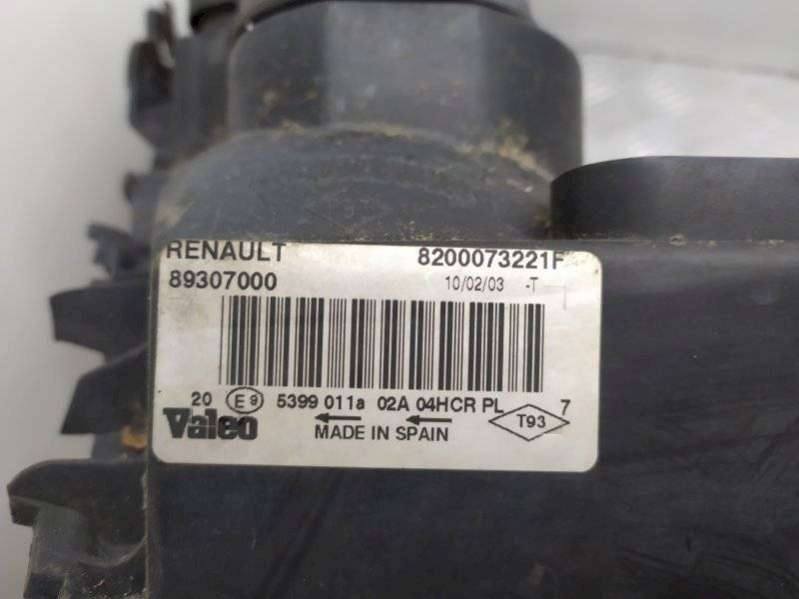 RENAULT 8200073221F
89307000 10/02/03 -T
20 E9 5399 011a 02A 04HCR PL 7
Valeo MADE IN SPAIN T93